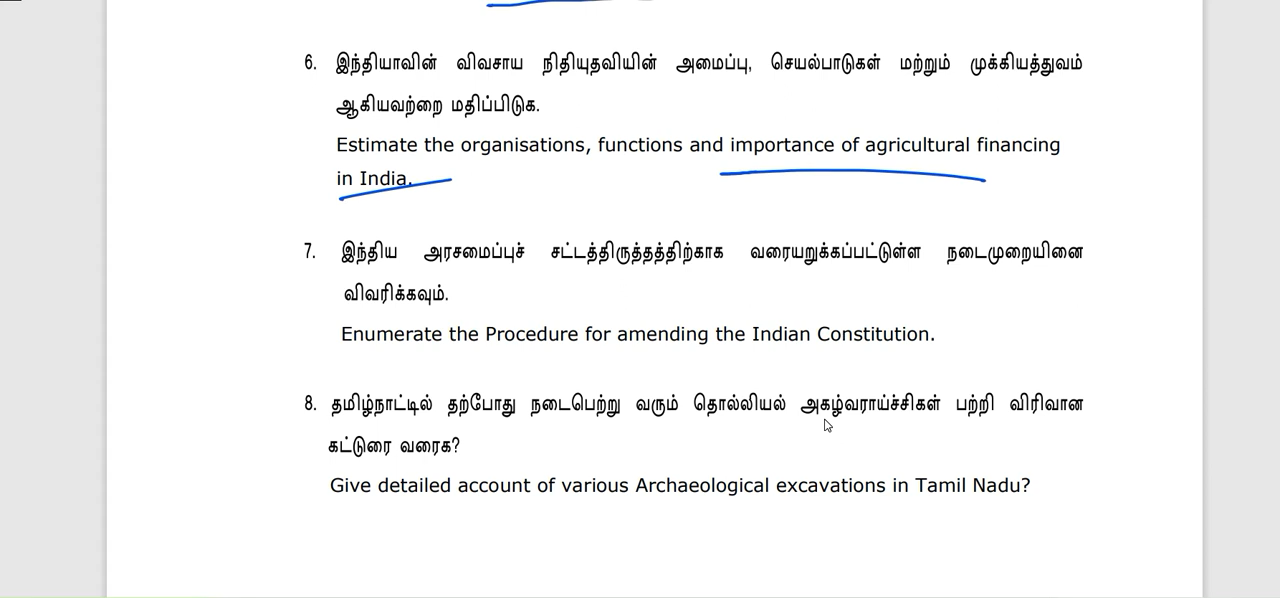 6. இந்தியாவின் விவசாய நிதியுதவியின் அமைப்பு, செயல்பாடுகள் மற்றும் முக்கியத்துவம்
ஆகியவற்றை மதிப்பிடுக.
Estimate the organisations, functions and importance of agricultural financing
in India.
7. இந்திய அரசமைப்புச் சட்டத்திருத்தத்திற்காக வரையறுக்கப்பட்டுள்ள நடைமுறையினை
விவரிக்கவும்.
Enumerate the Procedure for amending the Indian Constitution.
8. தமிழ்நாட்டில் தற்போது நடைபெற்று வரும் தொல்லியல் அகழ்வராய்ச்சிகள் பற்றி விரிவான
கட்டுரை வரைக?
Give detailed account of various Archaeological excavations in Tamil Nadu?